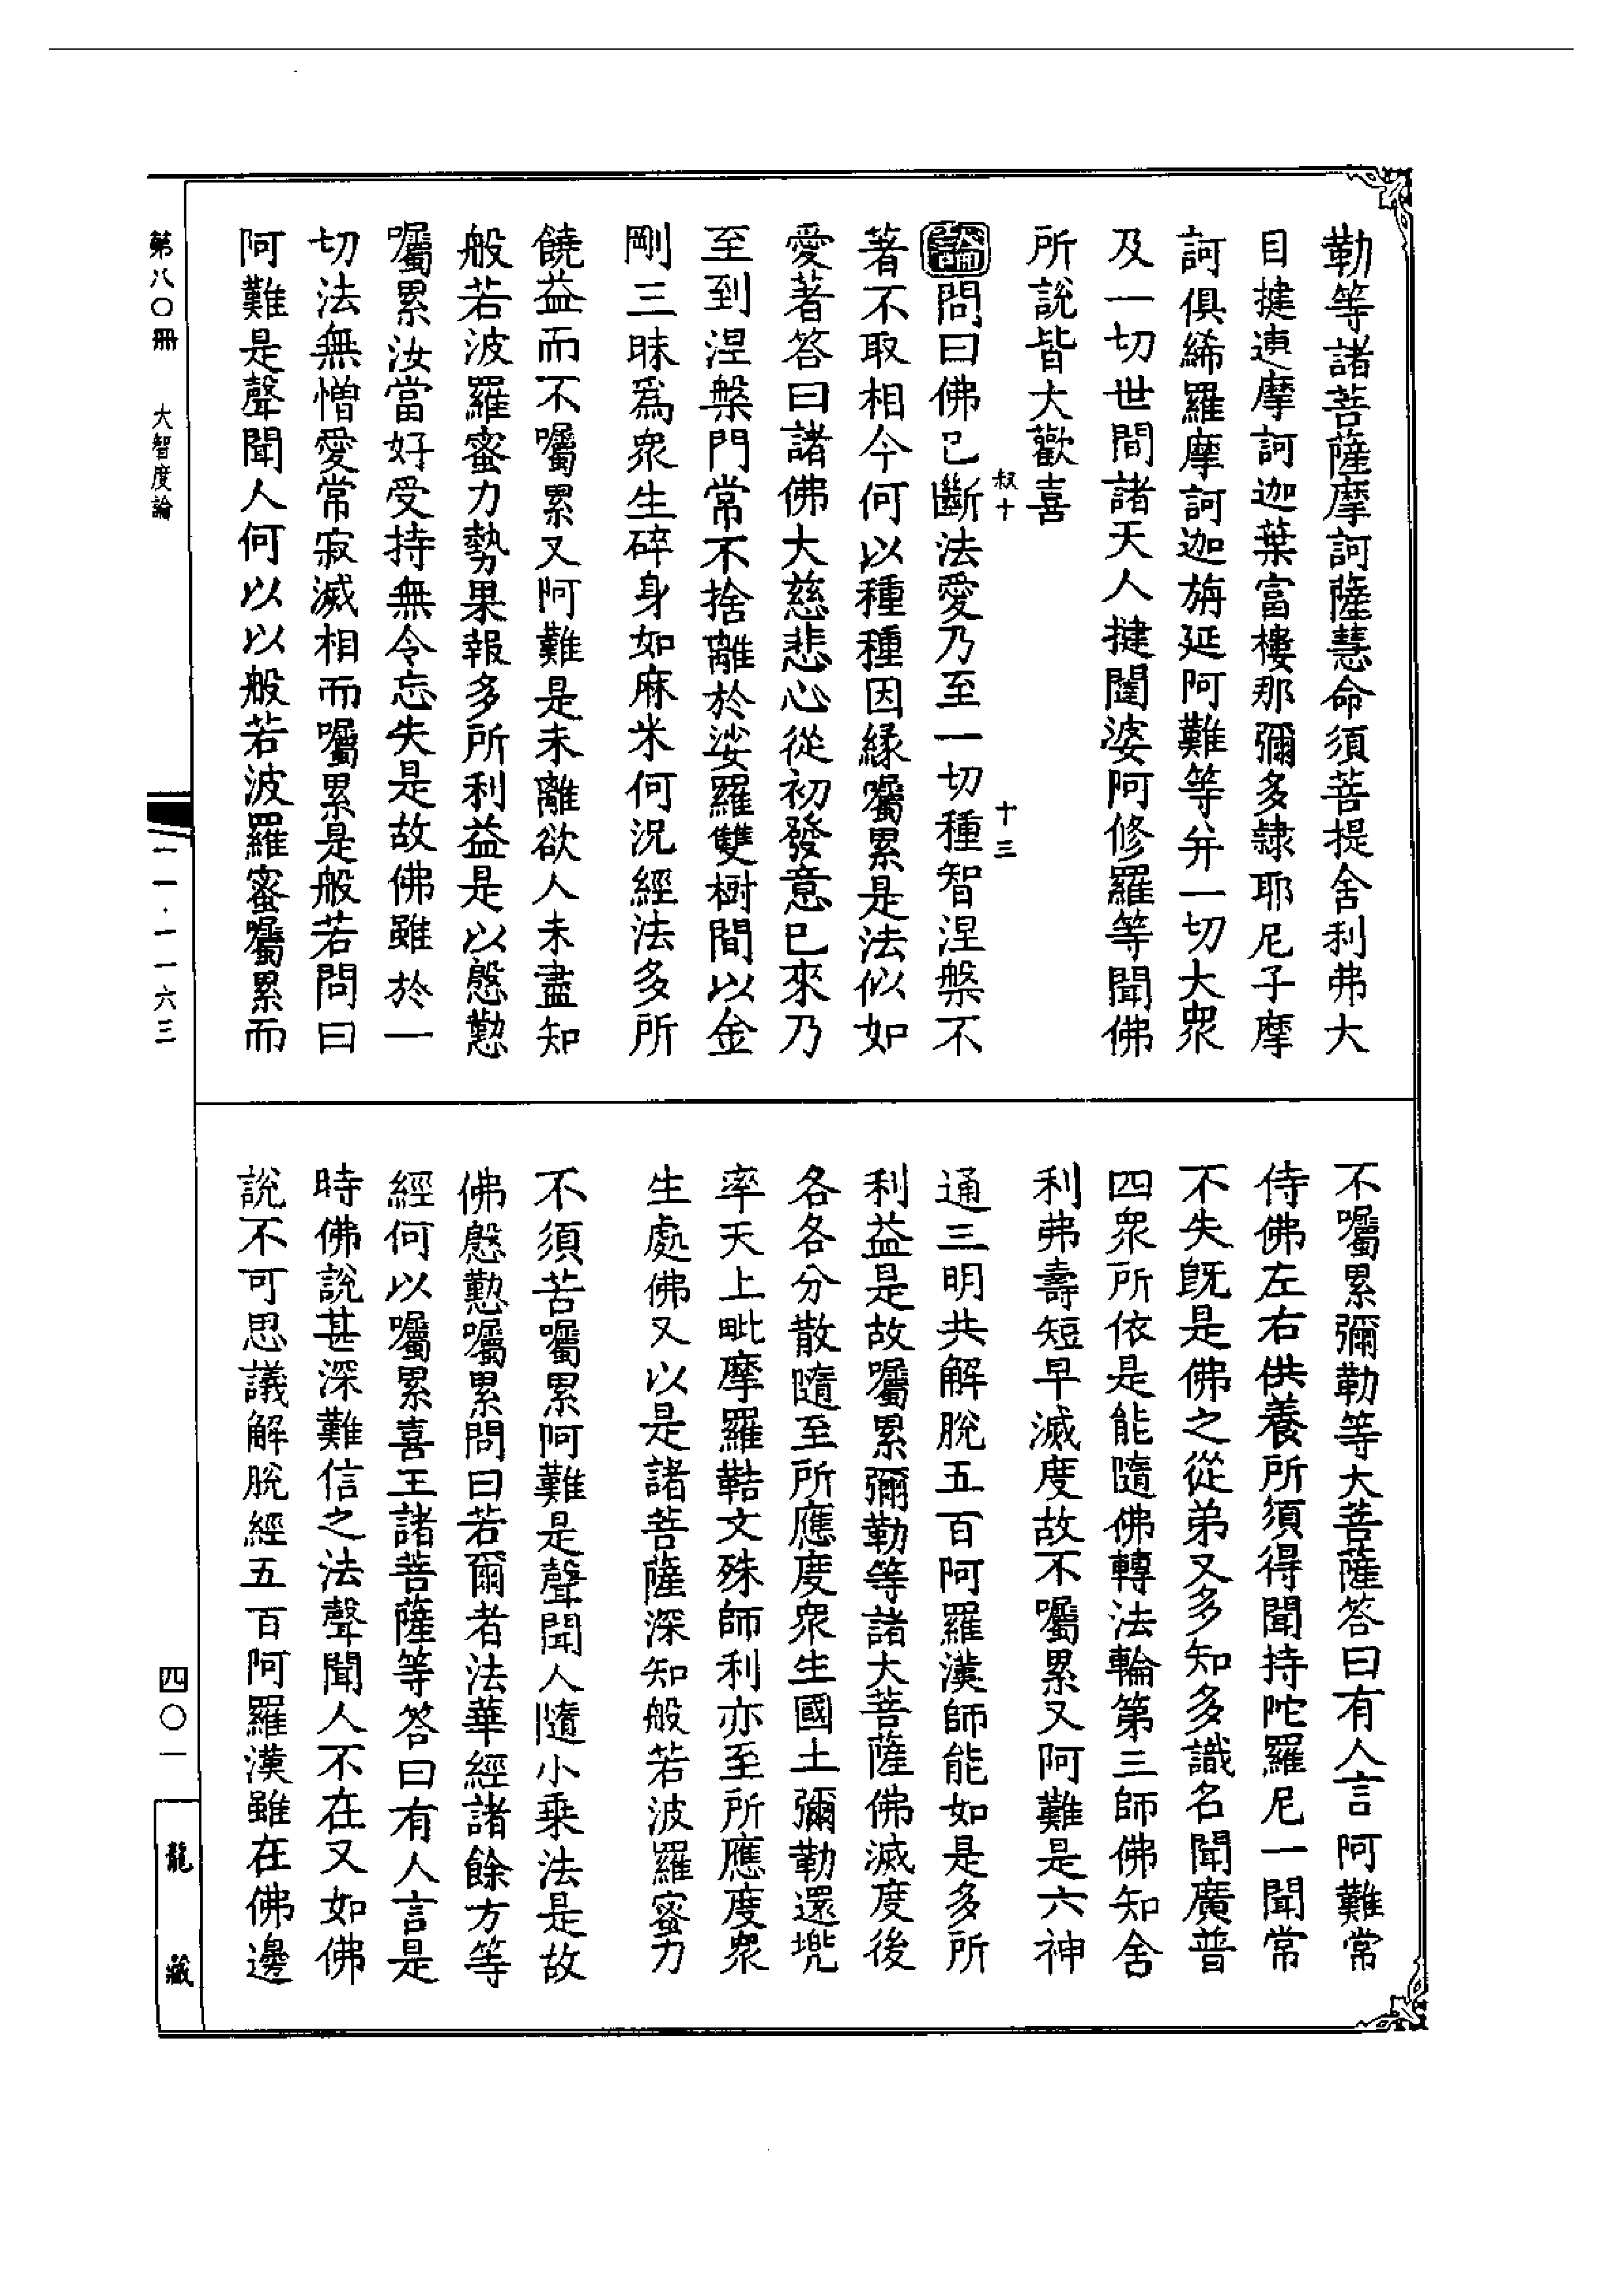 勒等諸菩薩摩訶薩慧命須菩提舍利弗大
目揵連摩訶迦葉富樓那彌多隷耶尼子摩
訶俱絺羅摩訶迦旃延阿難等并一切大眾
及一切世間諸天人揵闥婆阿修羅等聞佛
所說皆大歡喜
十三
論問曰佛已斷法愛乃至一切種智涅槃不
著不取相今何以種種因緣囑累是法似如
愛著答曰諸佛大慈悲心從初發意已來乃
至到涅槃門常不捨離於娑羅雙樹間以金
剛三昧為眾生碎身如麻米何況經法多所
饒益而不囑累又阿難是未離欲人未盡知
般若波羅蜜力勢果報多所利益是以慇懃
囑累汝當好受持無令忘失是故佛雖於一
切法無憎愛常寂滅相而囑累是般若問曰
阿難是聲聞人何以以般若波羅蜜囑累而
不囑累彌勒等大菩薩答曰有人言阿難常
侍佛左右供養所須得聞持陀羅尼一聞常
不失既是佛之從弟又多知多識名聞廣普
四眾所依是能隨佛轉法輪第三師佛知舍
利弗壽短早滅度故不囑累又阿難是六神
通三明共解脫五百阿羅漢師能如是多所
利益是故囑累彌勒等諸大菩薩佛滅度後
各各分散隨至所應度眾生國土彌勒還兜
率天上毗摩羅鞊文殊師利亦至所應度眾
生處佛又以是諸菩薩深知般若波羅蜜力
不須苦囑累阿難是聲聞人隨小乘法是故
佛慇懃囑累問曰若爾者法華經諸餘方等
經何以囑累喜王諸菩薩等答曰有人言是
時佛說甚深難信之法聲聞人不在又如佛
說不可思議解脫經五百阿羅漢雖在佛邊
第八〇冊 大智度論
一一·一一六三
四〇一
龍藏